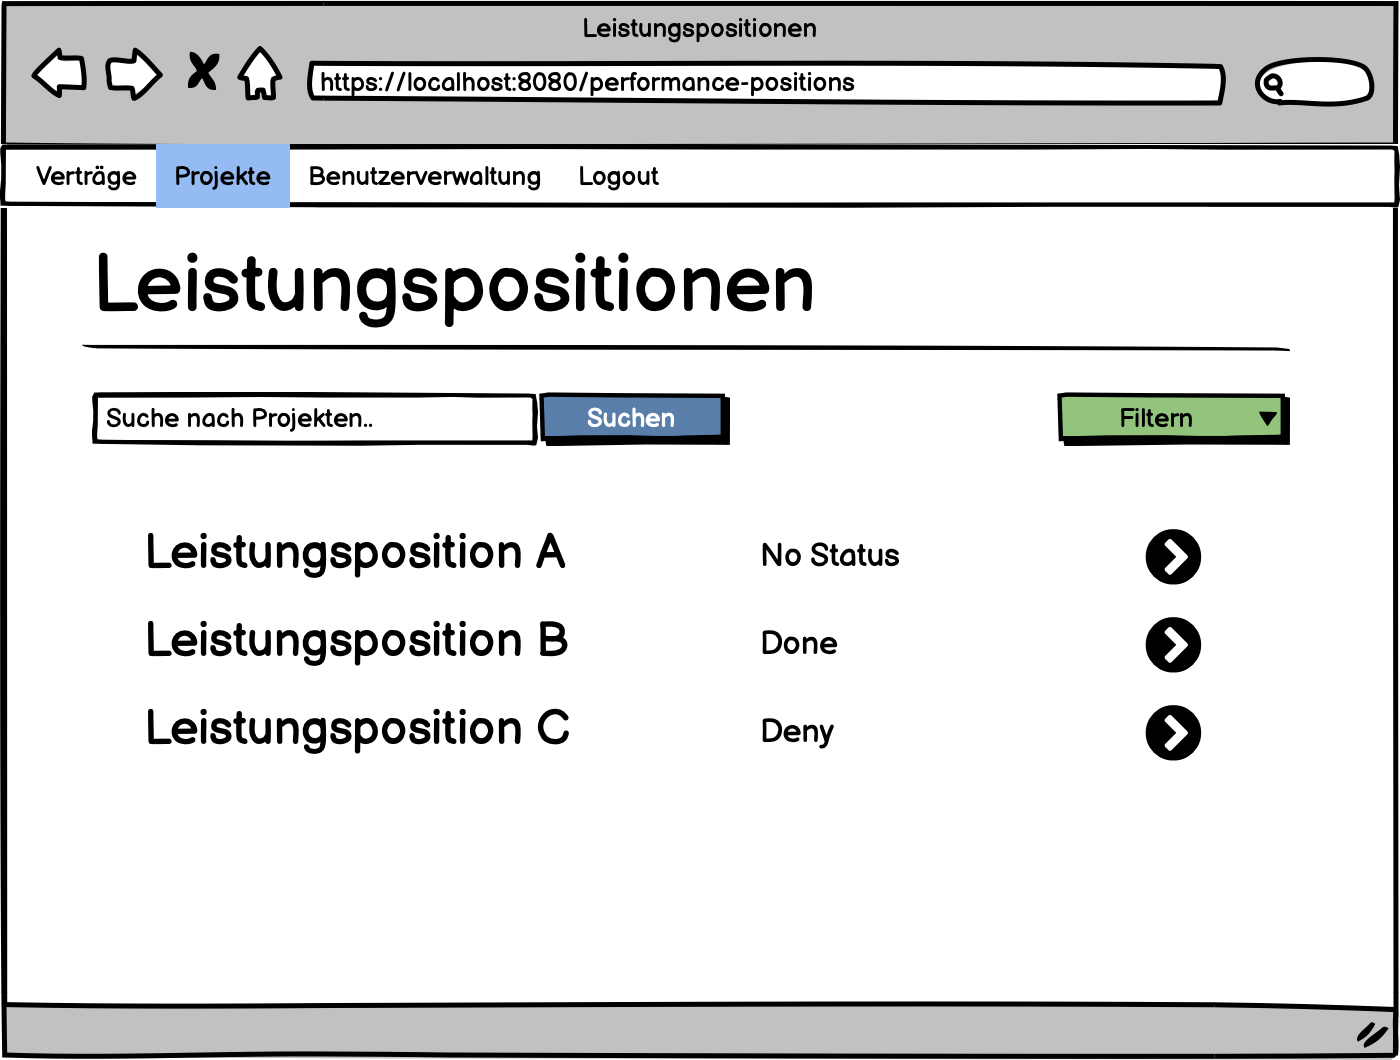 Leistungspositionen
https://localhost:8080/performance-positions
Verträge Projekte Benutzerverwaltung Logout
Leistungspositionen
Suche nach Projekten.. Suchen Filtern
Leistungsposition A No Status
Leistungsposition B Done
Leistungsposition C Deny